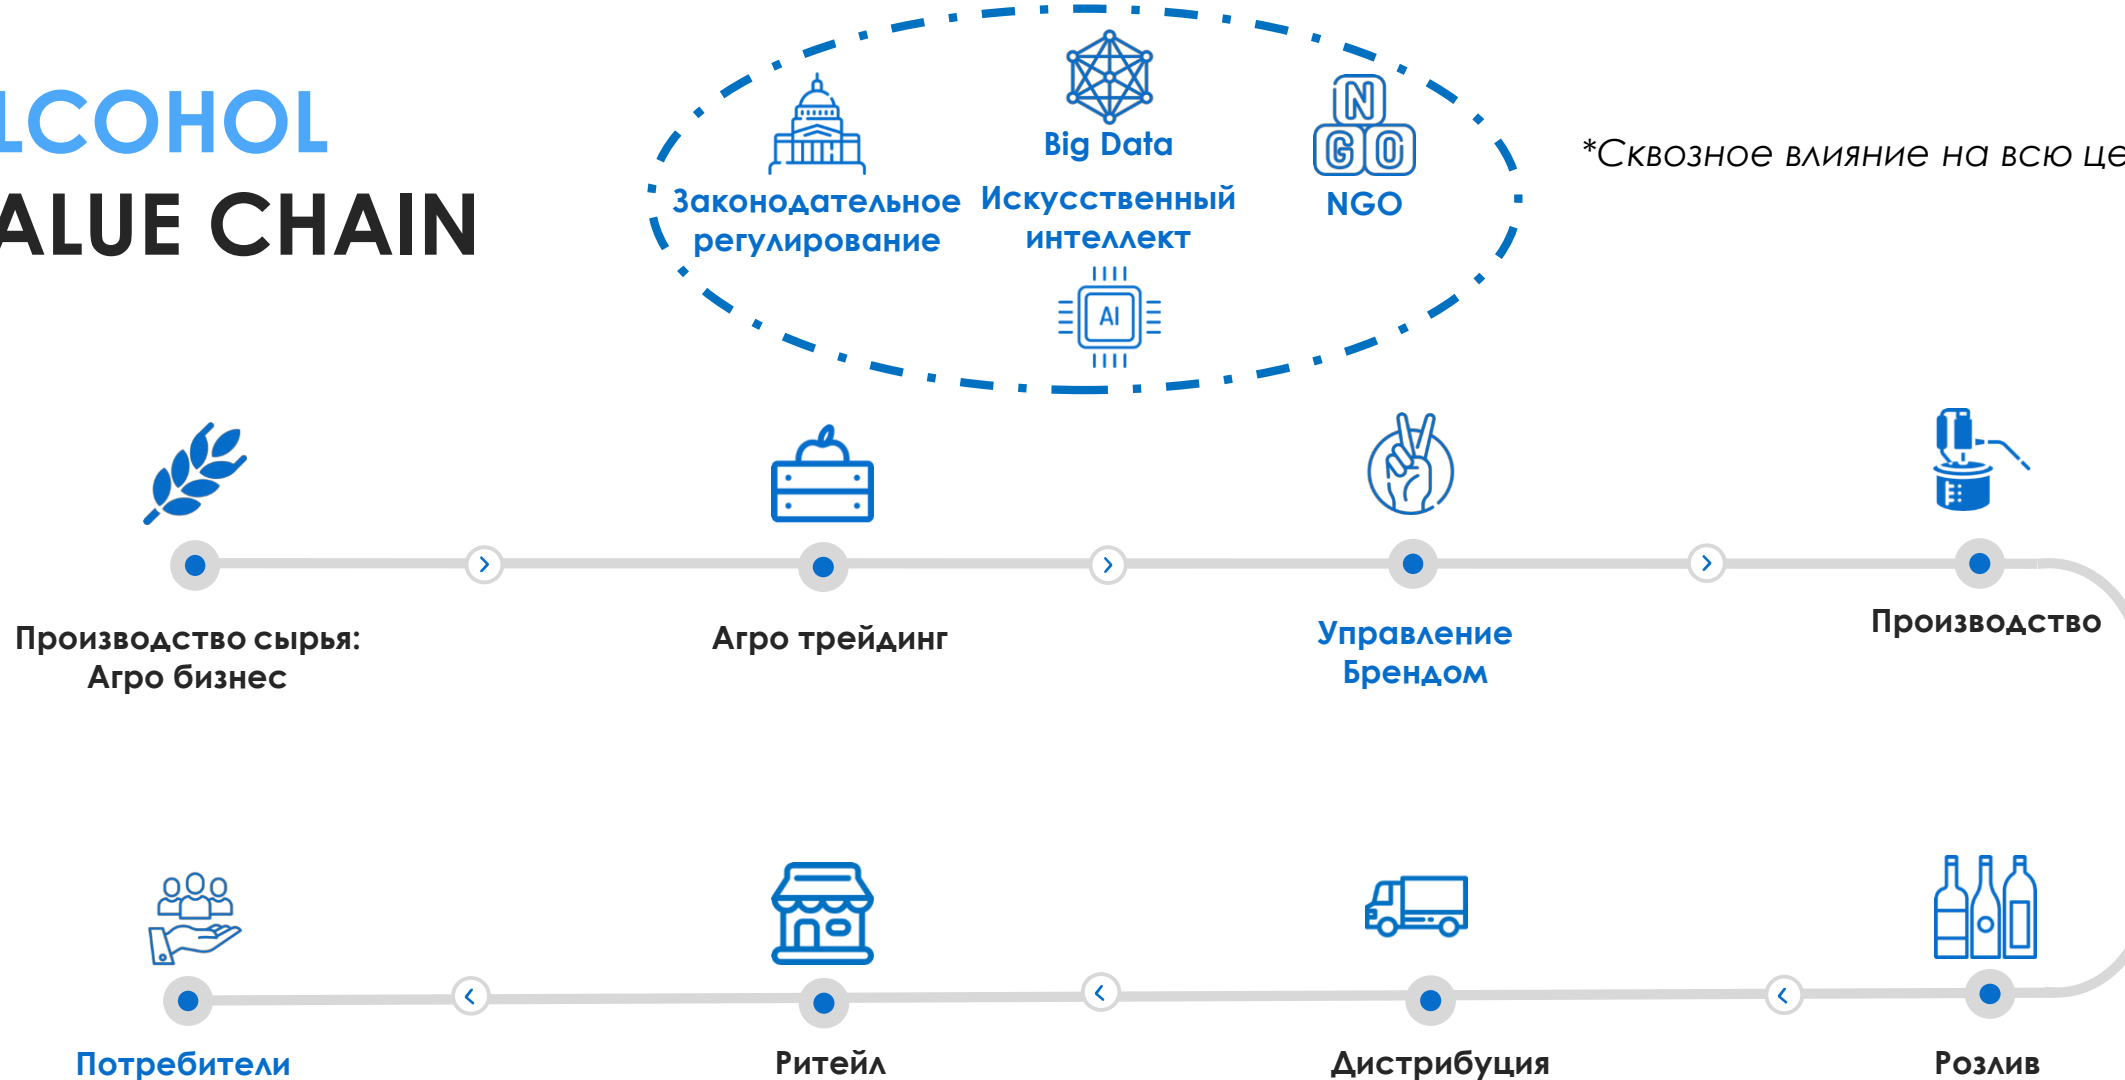 LCOHOL
ALUE CHAIN
Big Data
Законодательное
регулирование
Искусственный
интеллект
AI
N
GO
NGO
*Сквозное влияние на всю це
Производство сырья:
Агро бизнес
Агро трейдинг
Управление
Брендом
Производство
Потребители
Ритейл
Дистрибуция
Розлив